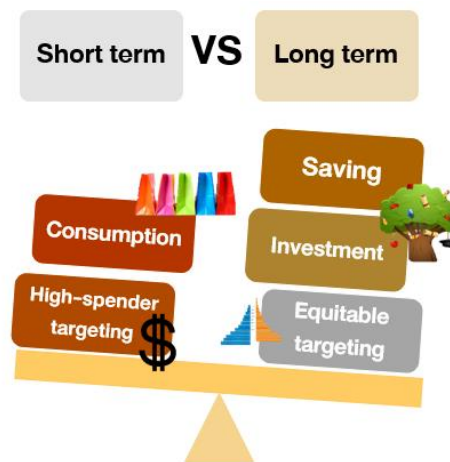 Short term
VS
Long term
Consumption
High-spender
targeting
$
Saving
Investment
Equitable
targeting